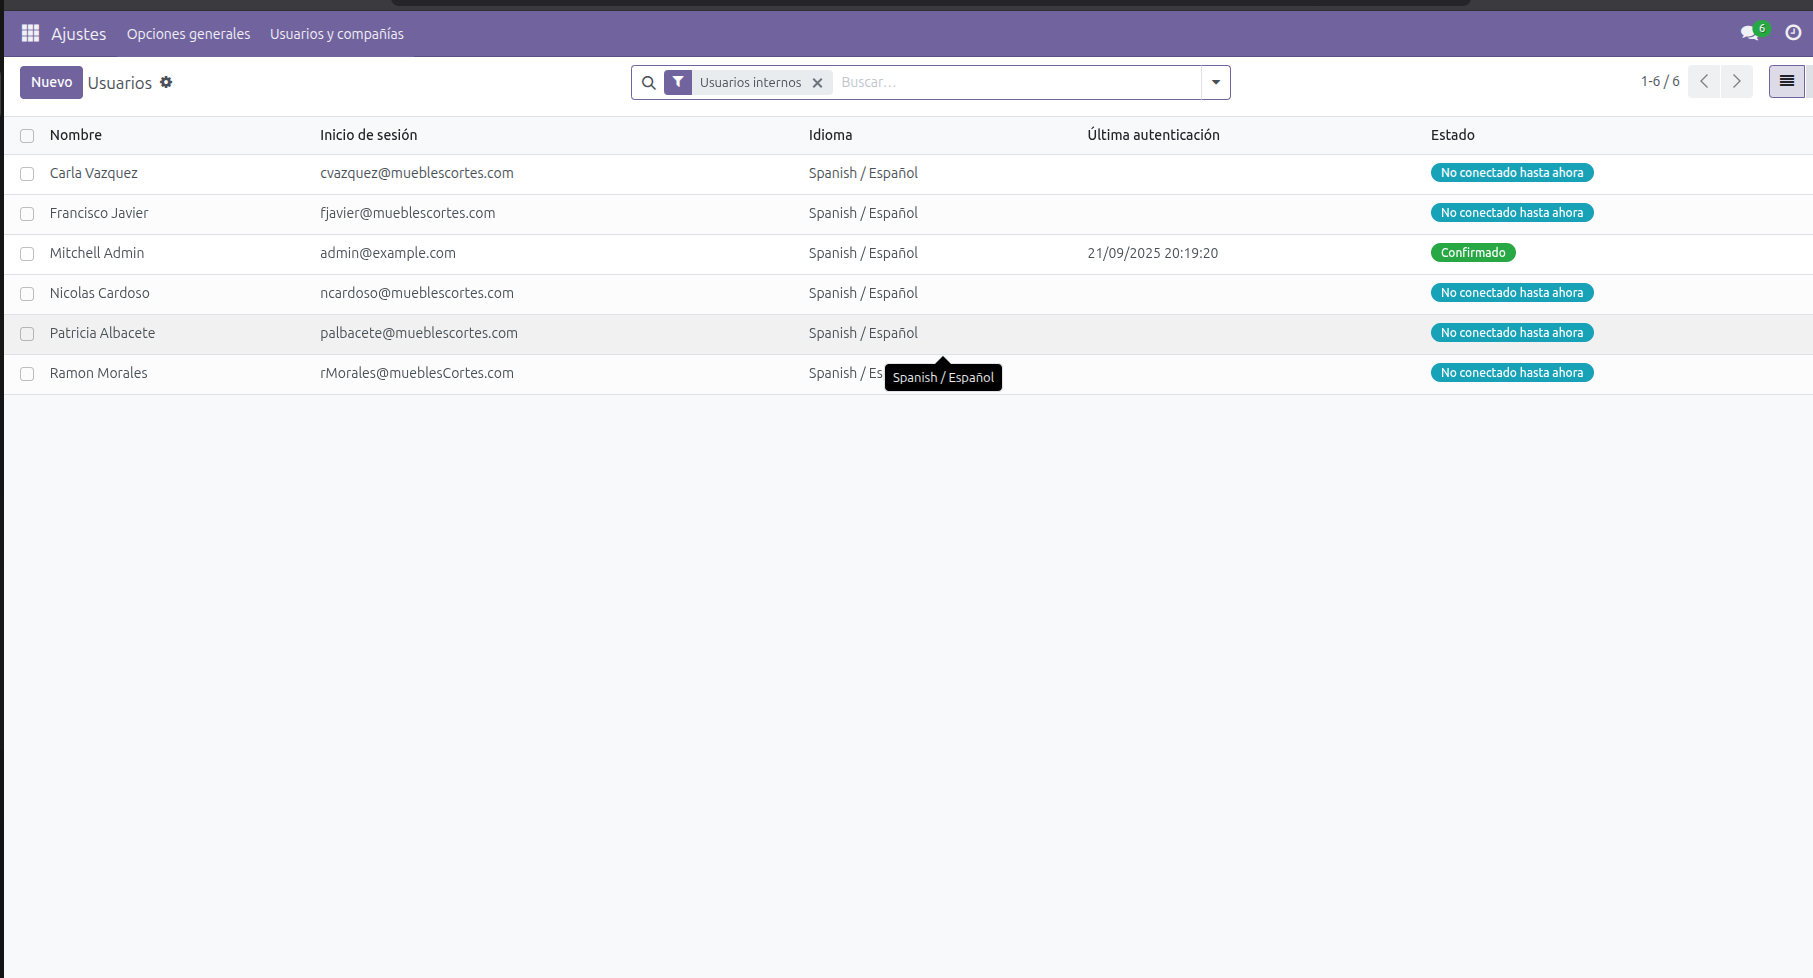 Ajustes Opciones generales Usuarios y compañías 6
Nuevo Usuarios Usuarios internos Buscar... 1-6 / 6
Nombre Inicio de sesión Idioma Última autenticación Estado
Carla Vazquez cvazquez@mueblescortes.com Spanish / Español No conectado hasta ahora
Francisco Javier fjavier@mueblescortes.com Spanish / Español No conectado hasta ahora
Mitchell Admin admin@example.com Spanish / Español 21/09/2025 20:19:20 Confirmado
Nicolas Cardoso ncardoso@mueblescortes.com Spanish / Español No conectado hasta ahora
Patricia Albacete palbacete@mueblescortes.com Spanish / Español No conectado hasta ahora
Ramon Morales rMorales@mueblesCortes.com Spanish / Es No conectado hasta ahora
Spanish / Español